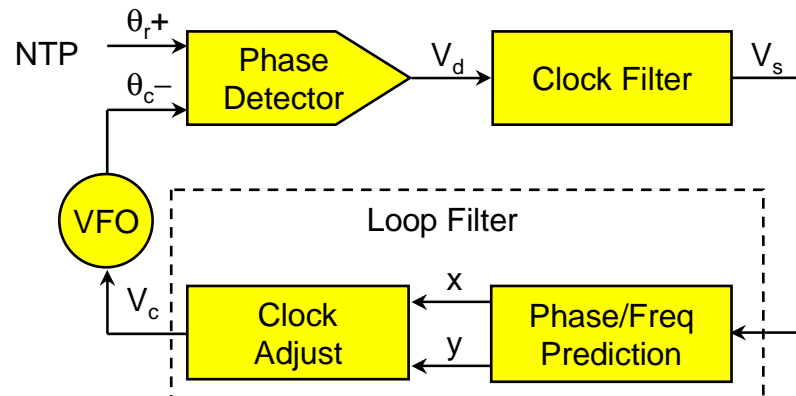 NTP
θr+
θc−
Phase
Detector
Vd
Clock Filter
Vs
VFO
Loop Filter
Vc
Clock
Adjust
x
y
Phase/Freq
Prediction